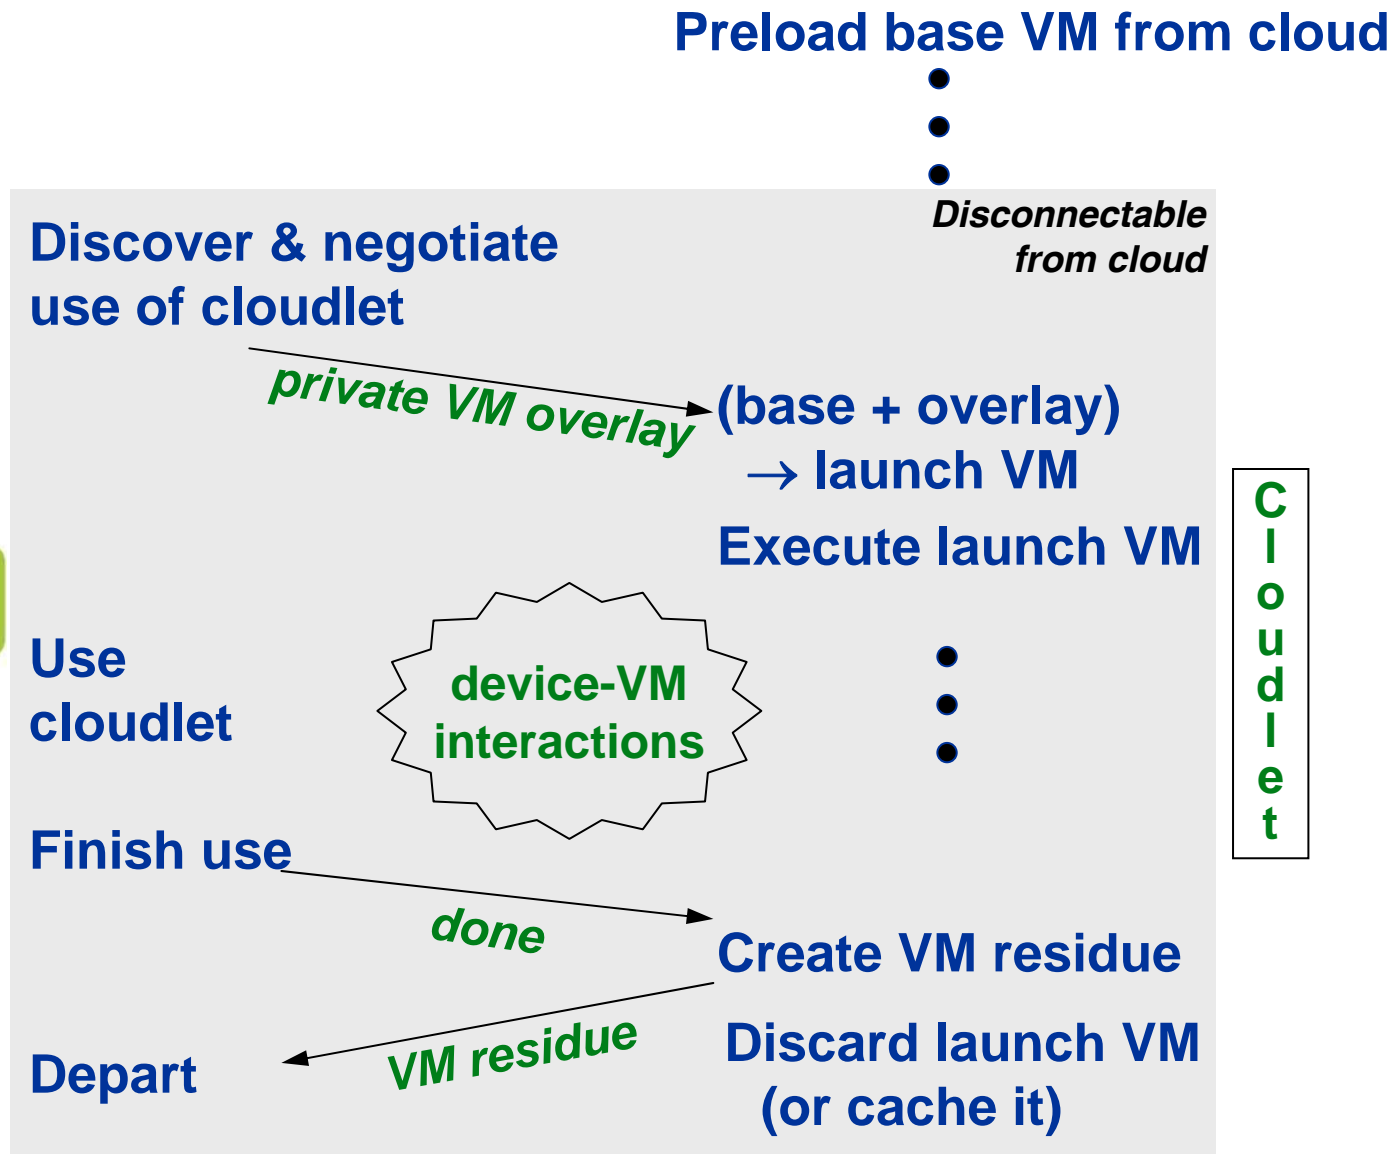 Preload base VM from cloud
Disconnectable
from cloud
Discover & negotiate
use of cloudlet
private VM overlay
(base + overlay)
→ launch VM
Execute launch VM
Use
cloudlet
device-VM
interactions
Cloudlet
Finish use
done
Create VM residue
VM residue
Discard launch VM
(or cache it)
Depart